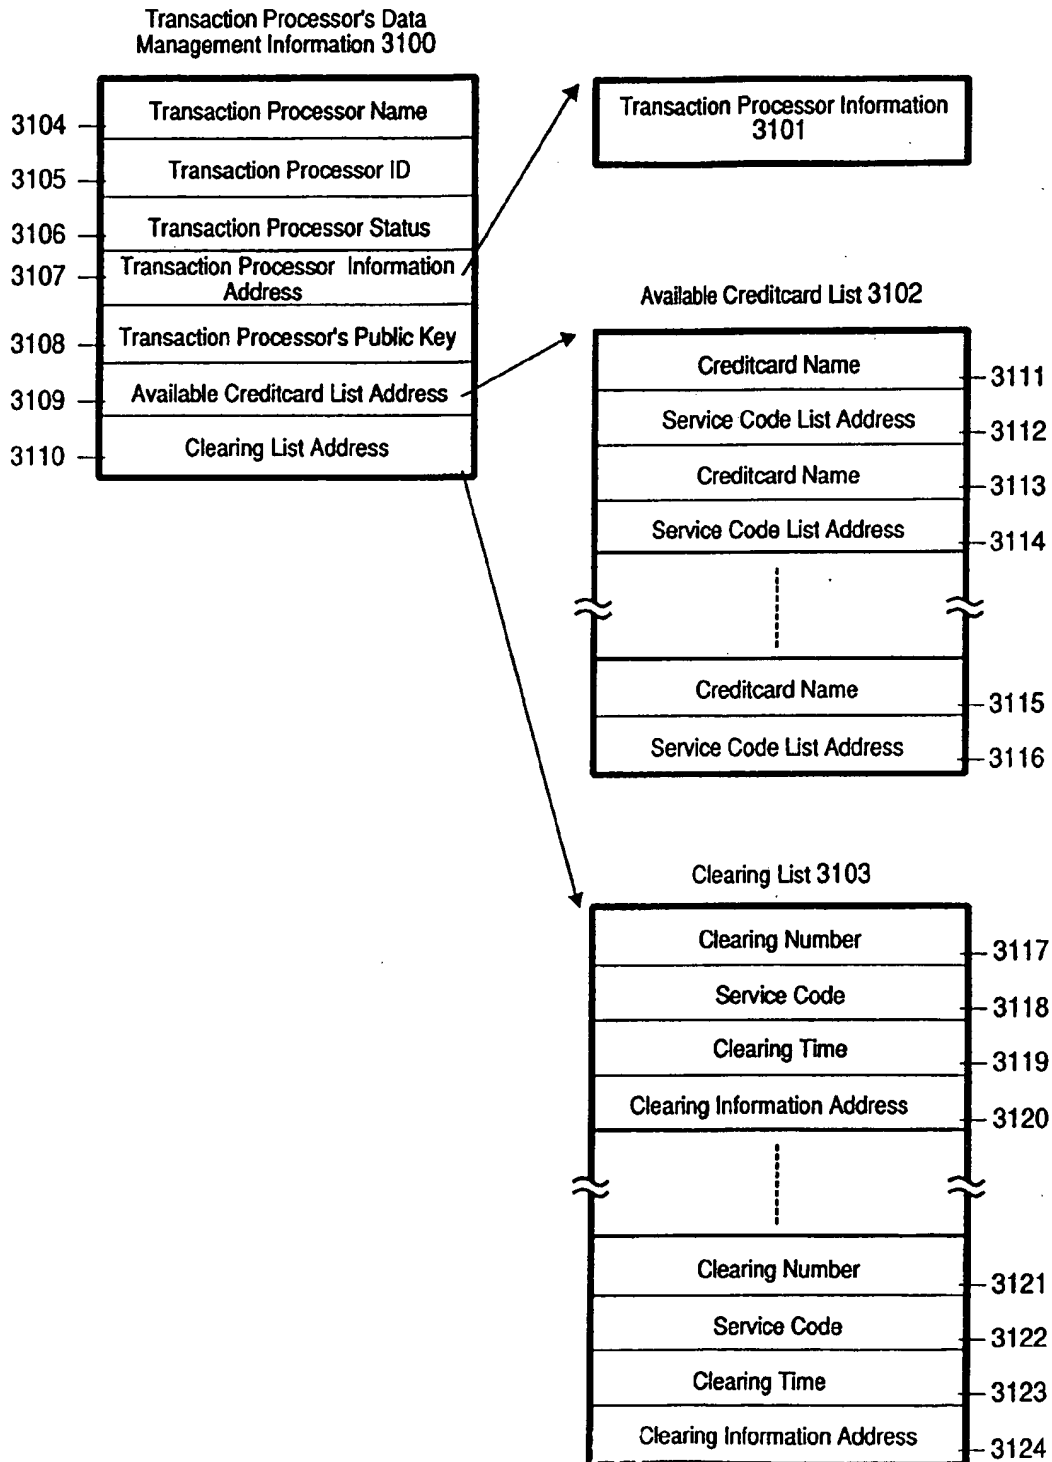 Transaction Processor's Data
Management Information 3100
3104
Transaction Processor Name
3105
Transaction Processor ID
3106
Transaction Processor Status
3107
Transaction Processor Information
Address
3108
Transaction Processor's Public Key
3109
Available Creditcard List Address
3110
Clearing List Address
Transaction Processor Information
3101
Available Creditcard List 3102
Creditcard Name
3111
Service Code List Address
3112
Creditcard Name
3113
Service Code List Address
3114
Creditcard Name
3115
Service Code List Address
3116
Clearing List 3103
Clearing Number
3117
Service Code
3118
Clearing Time
3119
Clearing Information Address
3120
Clearing Number
3121
Service Code
3122
Clearing Time
3123
Clearing Information Address
3124